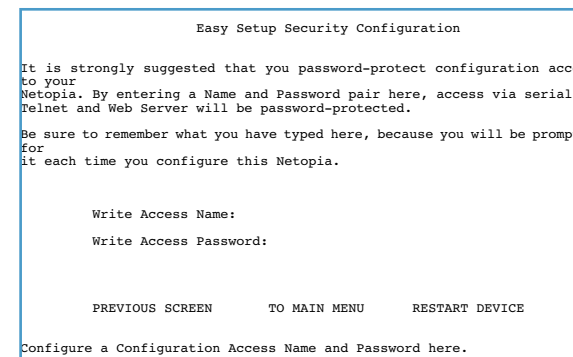 Easy Setup Security Configuration
It is strongly suggested that you password-protect configuration acc
to your
Netopia. By entering a Name and Password pair here, access via serial
Telnet and Web Server will be password-protected.
Be sure to remember what you have typed here, because you will be promp
for
it each time you configure this Netopia.
Write Access Name:
Write Access Password:
PREVIOUS SCREEN TO MAIN MENU RESTART DEVICE
Configure a Configuration Access Name and Password here.